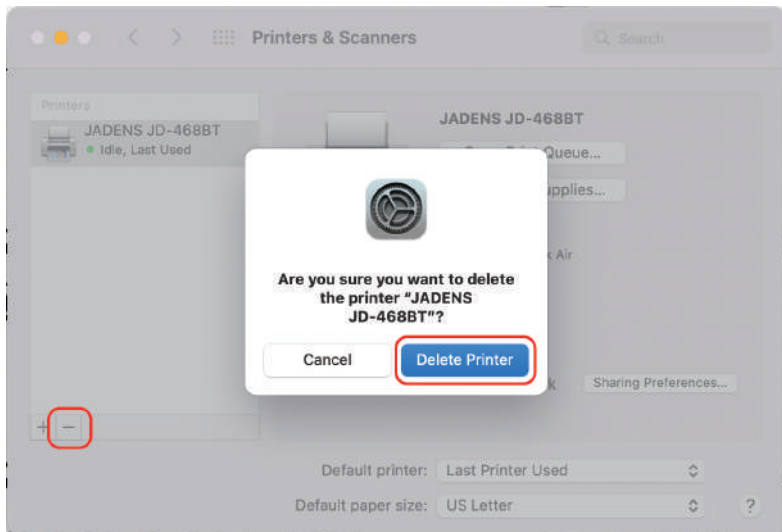 Printers & Scanners
Search
Printers
JADENS JD-468BT
Idle, Last Used
JADENS JD-468BT
Queue...
Are you sure you want to delete
the printer "JADENS
JD-468BT"?
Cancel
Delete Printer
Air
Sharing Preferences...
+ −
Default printer: Last Printer Used
Default paper size: US Letter
?